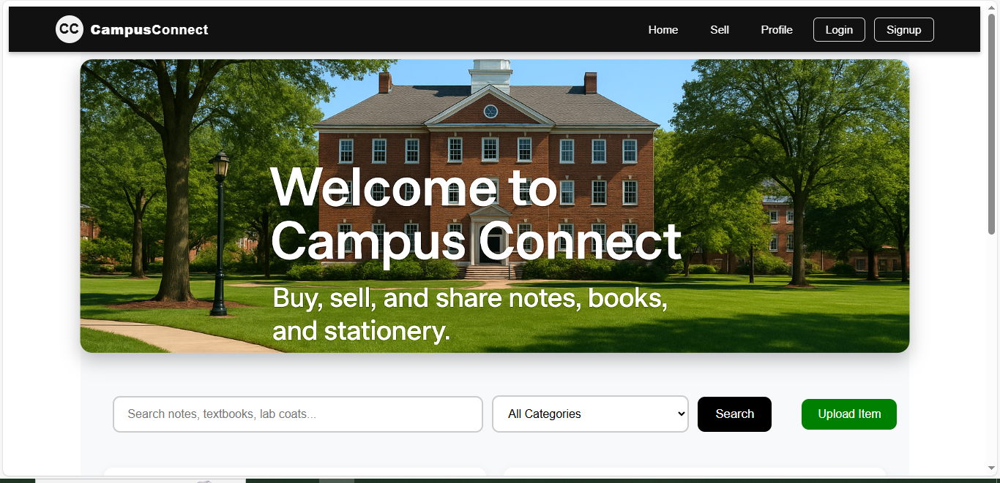 CC CampusConnect Home Sell Profile Login Signup
Welcome to
Campus Connect
Buy, sell, and share notes, books,
and stationery.
Search notes, textbooks, lab coats... All Categories Search Upload Item